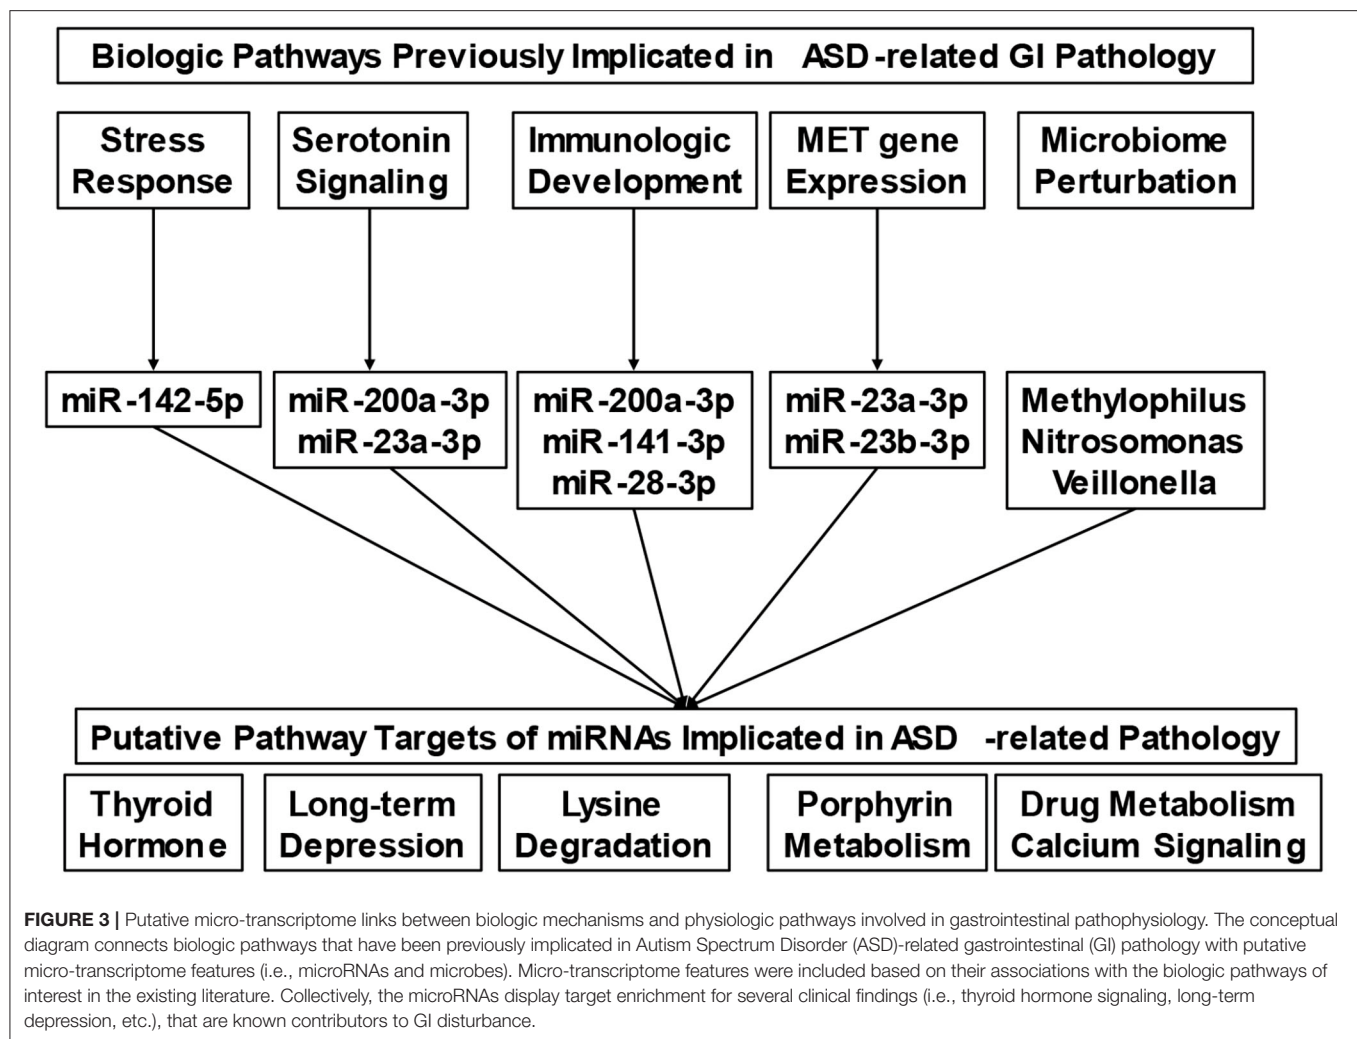 Biologic Pathways Previously Implicated in ASD-related GI Pathology
Stress
Response
Serotonin
Signaling
Immunologic
Development
MET gene
Expression
Microbiome
Perturbation
miR-142-5p
miR-200a-3p
miR-23a-3p
miR-200a-3p
miR-141-3p
miR-28-3p
miR-23a-3p
miR-23b-3p
Methylophilus
Nitrosomonas
Veillonella
Putative Pathway Targets of miRNAs Implicated in ASD -related Pathology
Thyroid
Hormone
Long-term
Depression
Lysine
Degradation
Porphyrin
Metabolism
Drug Metabolism
Calcium Signaling
FIGURE 3 | Putative micro-transcriptome links between biologic mechanisms and physiologic pathways involved in gastrointestinal pathophysiology. The conceptual
diagram connects biologic pathways that have been previously implicated in Autism Spectrum Disorder (ASD)-related gastrointestinal (GI) pathology with putative
micro-transcriptome features (i.e., microRNAs and microbes). Micro-transcriptome features were included based on their associations with the biologic pathways of
interest in the existing literature. Collectively, the microRNAs display target enrichment for several clinical findings (i.e., thyroid hormone signaling, long-term
depression, etc.), that are known contributors to GI disturbance.